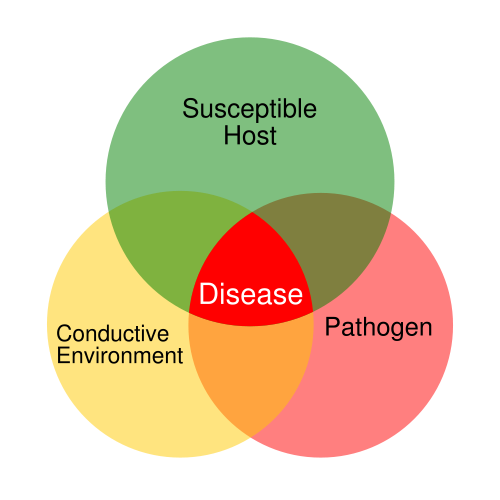 Susceptible
Host
Disease
Conductive
Environment
Pathogen